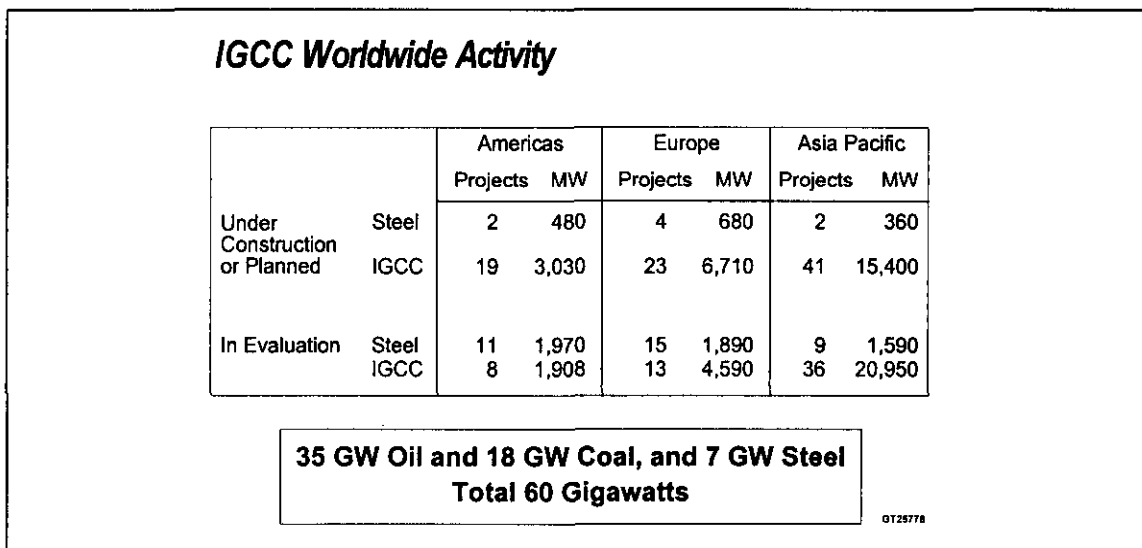 IGCC Worldwide Activity
Americas Europe Asia Pacific
Projects MW Projects MW Projects MW
Under Construction or Planned Steel 2 480 4 680 2 360
IGCC 19 3,030 23 6,710 41 15,400
In Evaluation Steel 11 1,970 15 1,890 9 1,590
IGCC 8 1,908 13 4,590 36 20,950
35 GW Oil and 18 GW Coal, and 7 GW Steel
Total 60 Gigawatts
GT25778